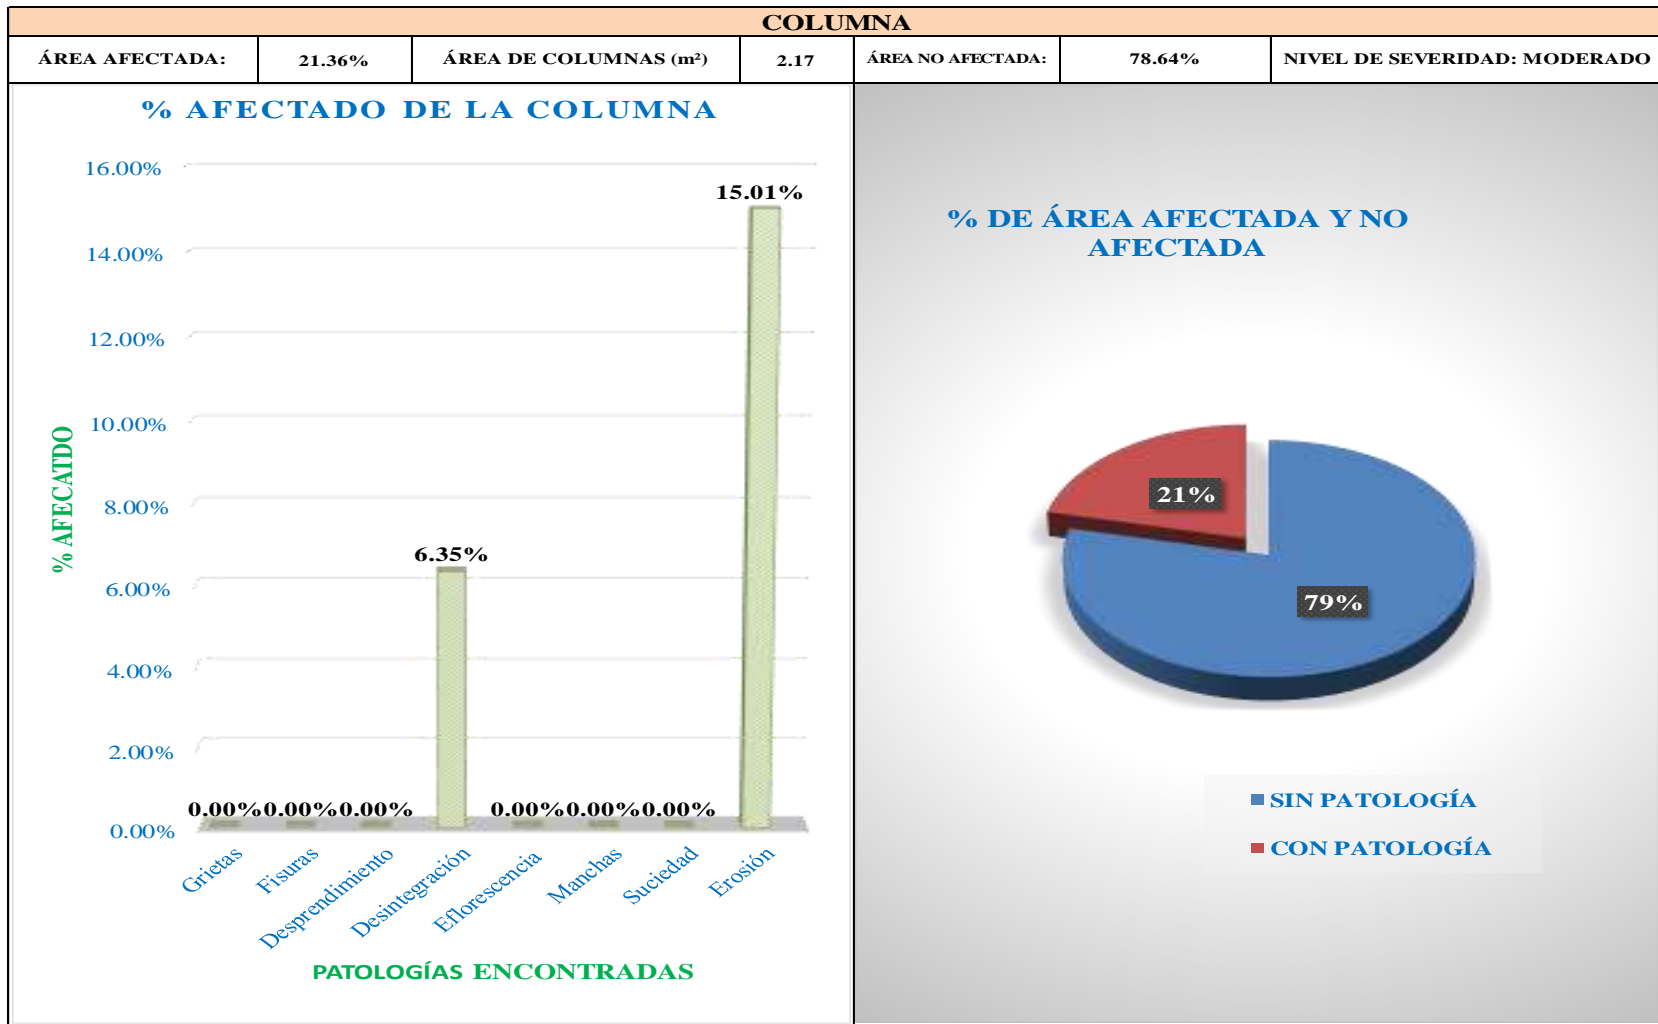 COLUMNA
ÁREA AFECTADA: 21.36% ÁREA DE COLUMNAS (m²) 2.17 ÁREA NO AFECTADA: 78.64% NIVEL DE SEVERIDAD: MODERADO
% AFECTADO DE LA COLUMNA
16.00%
14.00%
12.00%
10.00%
8.00%
6.00%
4.00%
2.00%
0.00%
% AFECATDO
0.00% 0.00% 0.00% 6.35% 0.00% 0.00% 0.00% 15.01%
Grietas
Fisuras
Desprendimiento
Desintegración
Eflorescencia
Manchas
Suciedad
Erosión
PATOLOGÍAS ENCONTRADAS
% DE ÁREA AFECTADA Y NO
AFECTADA
21%
79%
SIN PATOLOGÍA
CON PATOLOGÍA